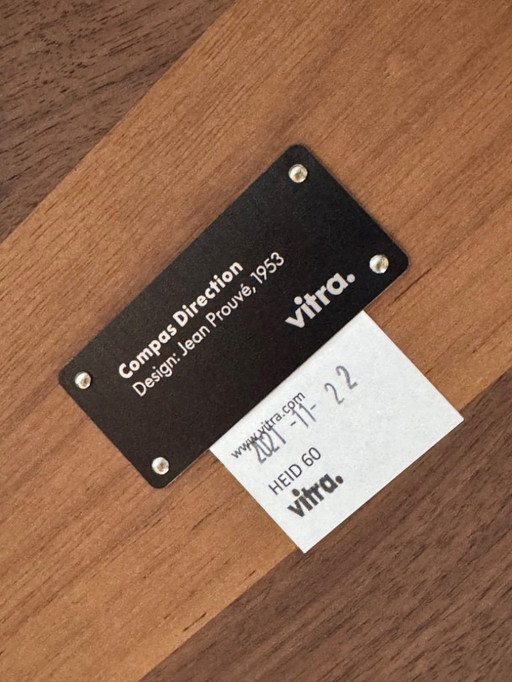 Compas Direction
Design: Jean Prouvé, 1953
vitra.
www.vitra.com
2021 -11- 22
HEID 60
vitra.